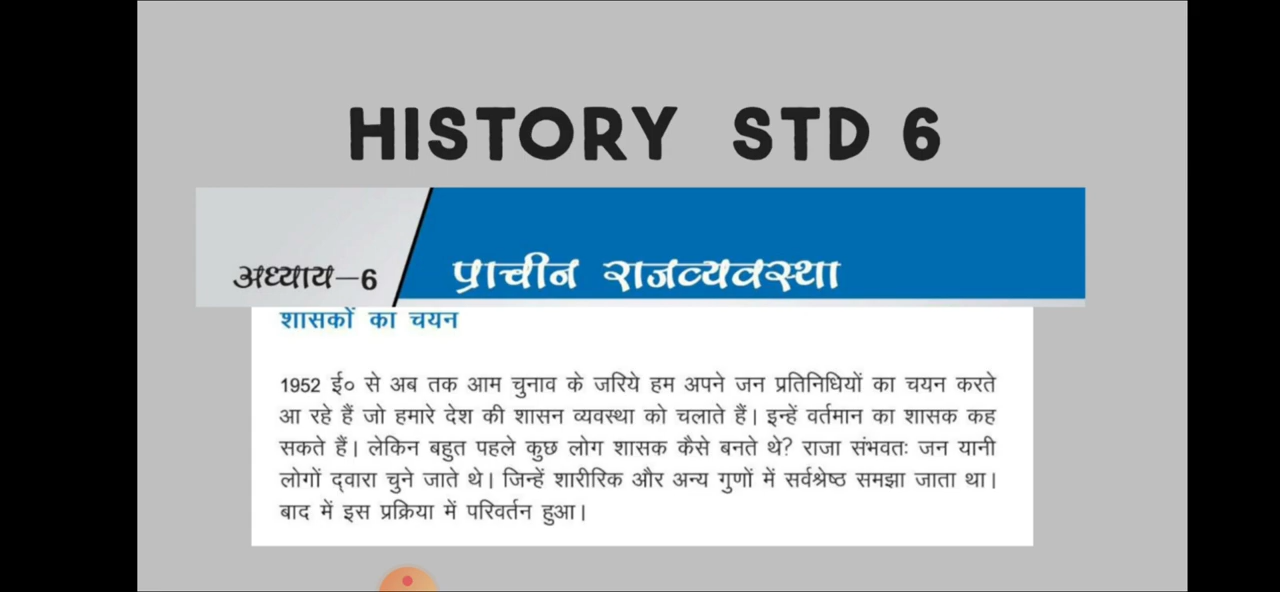 HISTORY STD 6
अध्याय–6 प्राचीन राजव्यवस्था
शासकों का चयन
1952 ई० से अब तक आम चुनाव के जरिये हम अपने जन प्रतिनिधियों का चयन करते
आ रहे हैं जो हमारे देश की शासन व्यवस्था को चलाते हैं। इन्हें वर्तमान का शासक कह
सकते हैं। लेकिन बहुत पहले कुछ लोग शासक कैसे बनते थे? राजा संभवतः जन यानी
लोगों द्वारा चुने जाते थे। जिन्हें शारीरिक और अन्य गुणों में सर्वश्रेष्ठ समझा जाता था।
बाद में इस प्रक्रिया में परिवर्तन हुआ।